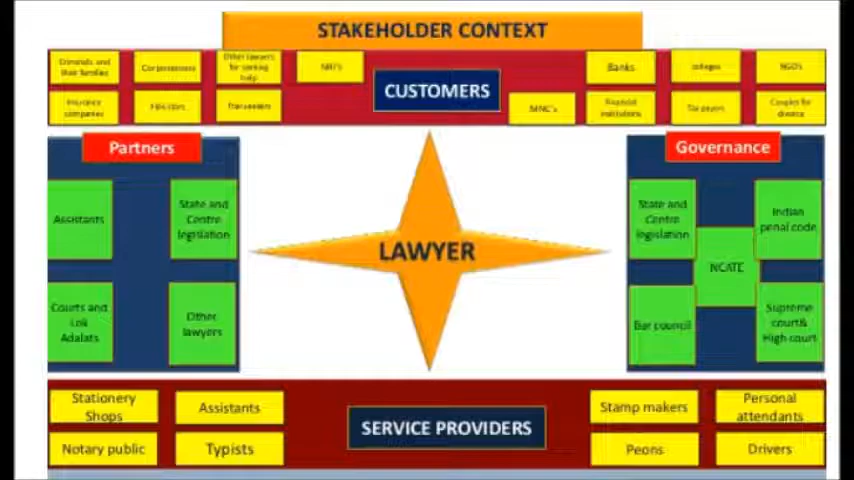 STAKEHOLDER CONTEXT
Criminals and
their families
Corporations
Other lawyers
for seeking
help
NRI'S
Banks
colleges
NGO'S
Insurance
companies
Film stars
CUSTOMERS
MNC's
Financial
institutions
Tax payers
Couples for
divorce
Partners
Governance
Assistants
State and
Centre
legislation
State and
Centre
legislation
Indian
penal code
LAWYER
NCATE
Courts and
Lok
Adalats
Other
lawyers
Bar council
Supreme
court&
High court
Stationery
Shops
Assistants
Stamp makers
Personal
attendants
SERVICE PROVIDERS
Notary public
Typists
Peons
Drivers